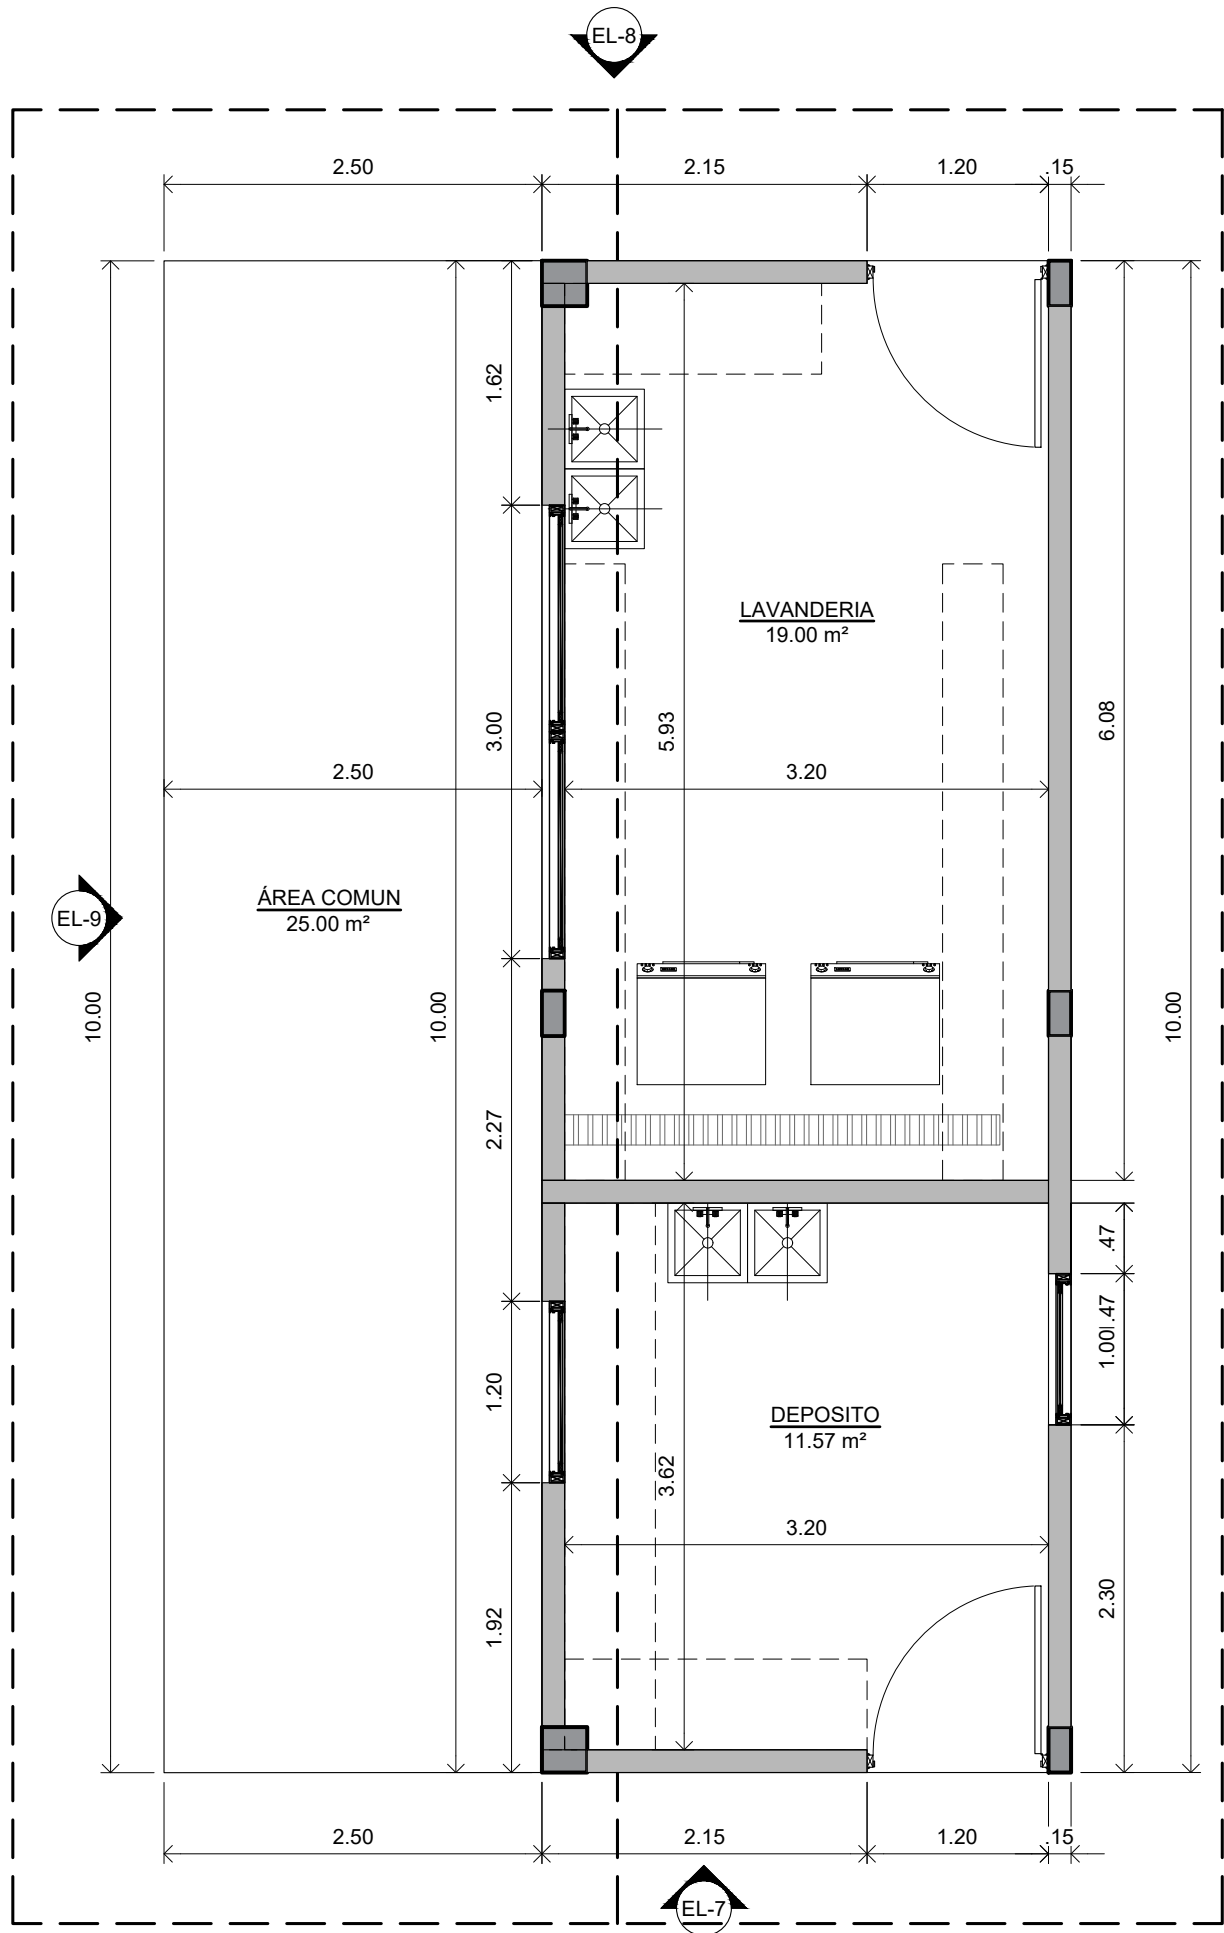 EL-8
2.50
2.15
1.20
.15
1.62
LAVANDERIA
19.00 m²
3.00
5.93
6.08
2.50
3.20
ÁREA COMUN
25.00 m²
EL-9
10.00
10.00
10.00
2.27
.47
1.00
.47
1.20
DEPOSITO
11.57 m²
3.62
3.20
1.92
2.30
2.50
2.15
1.20
.15
EL-7